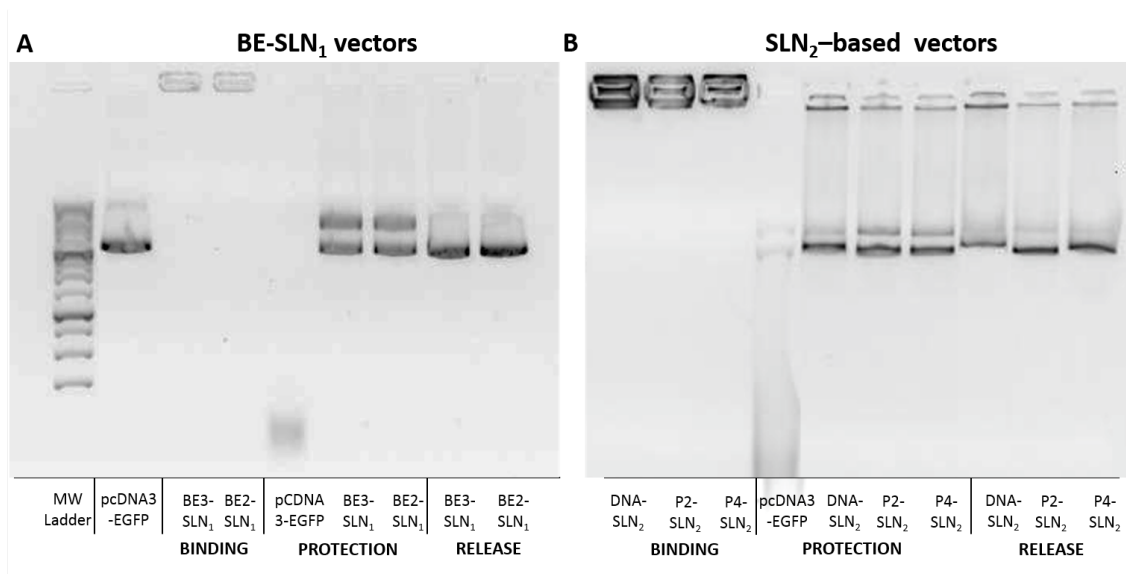 A BE-SLN₁ vectors B SLN₂–based vectors
MW pcDNA3 BE3- BE2- pCDNA BE3- BE2- BE3- BE2-
Ladder -EGFP SLN₁ SLN₁ 3-EGFP SLN₁ SLN₁ SLN₁ SLN₁
BINDING PROTECTION RELEASE
DNA- P2- P4- pcDNA3 DNA- P2- P4- DNA- P2- P4-
SLN₂ SLN₂ SLN₂ -EGFP SLN₂ SLN₂ SLN₂ SLN₂ SLN₂ SLN₂
BINDING PROTECTION RELEASE